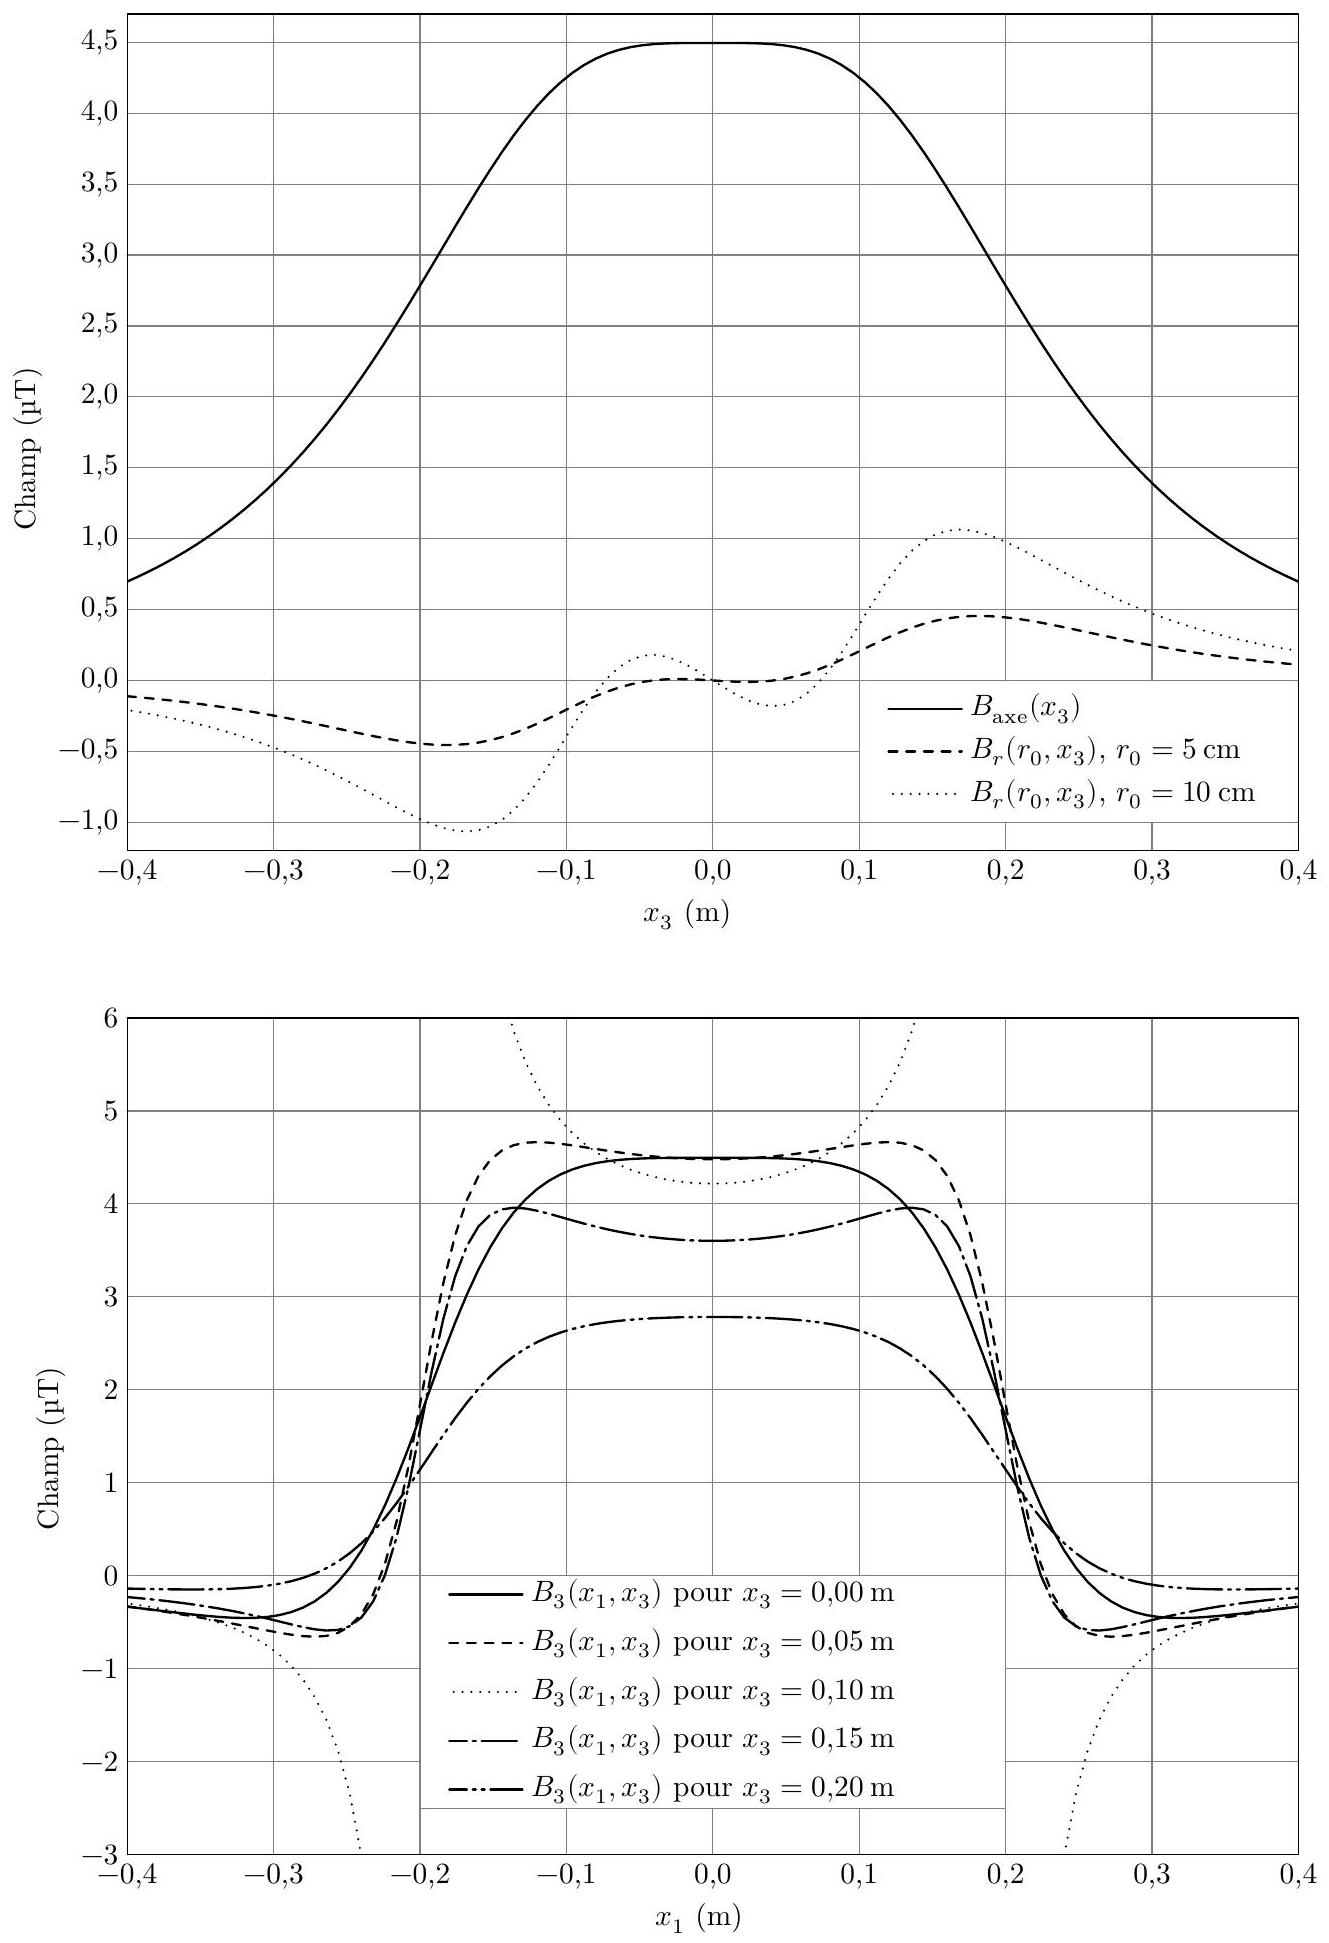 4,5
4,0
3,5
3,0
2,5
2,0
1,5
1,0
0,5
0,0
−0,5
−1,0
Champ (µT)
B_axe(x_3)
B_r(r_0, x_3), r_0 = 5 cm
B_r(r_0, x_3), r_0 = 10 cm
−0,4 −0,3 −0,2 −0,1 0,0 0,1 0,2 0,3 0,4
x_3 (m)
6
5
4
3
2
1
0
−1
−2
−3
Champ (µT)
B_3(x_1, x_3) pour x_3 = 0,00 m
B_3(x_1, x_3) pour x_3 = 0,05 m
B_3(x_1, x_3) pour x_3 = 0,10 m
B_3(x_1, x_3) pour x_3 = 0,15 m
B_3(x_1, x_3) pour x_3 = 0,20 m
−0,4 −0,3 −0,2 −0,1 0,0 0,1 0,2 0,3 0,4
x_1 (m)